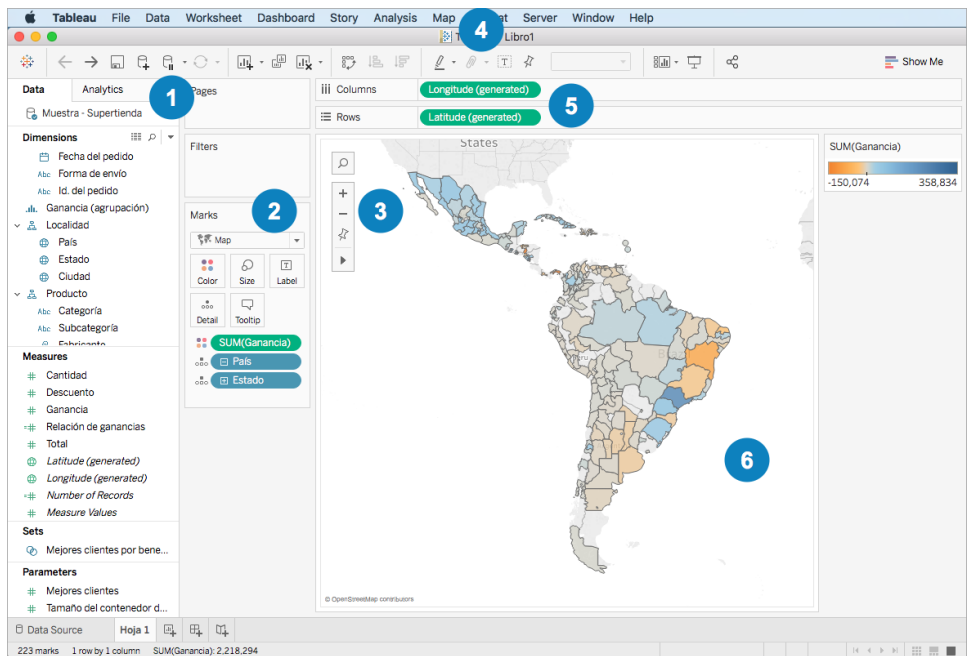 Tableau File Data Worksheet Dashboard Story Analysis Map Server Window Help
4
Libro1
Show Me
Data Analytics
1
Muestra - Supertienda
Dimensions
Fecha del pedido
Abc Forma de envío
Abc Id. del pedido
Ganancia (agrupación)
Localidad
País
Estado
Ciudad
Producto
Abc Categoría
Abc Subcategoría
Fabricante
Measures
# Cantidad
# Descuento
# Ganancia
=# Relación de ganancias
# Total
Latitude (generated)
Longitude (generated)
=# Number of Records
# Measure Values
Sets
Mejores clientes por bene...
Parameters
# Mejores clientes
# Tamaño del contenedor d...
Pages
Filters
Marks
2
Map
Color Size Label
Detail Tooltip
SUM(Ganancia)
País
Estado
iii Columns Longitude (generated)
Rows Latitude (generated)
5
States
3
6
© OpenStreetMap contributors
SUM(Ganancia)
-150,074 358,834
Data Source Hoja 1
223 marks 1 row by 1 column SUM(Ganancia): 2,218,294